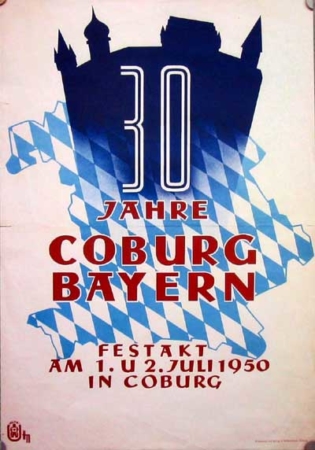 30
JAHRE
COBURG
BAYERN
FESTAKT
AM 1. U 2. JULI 1950
IN COBURG